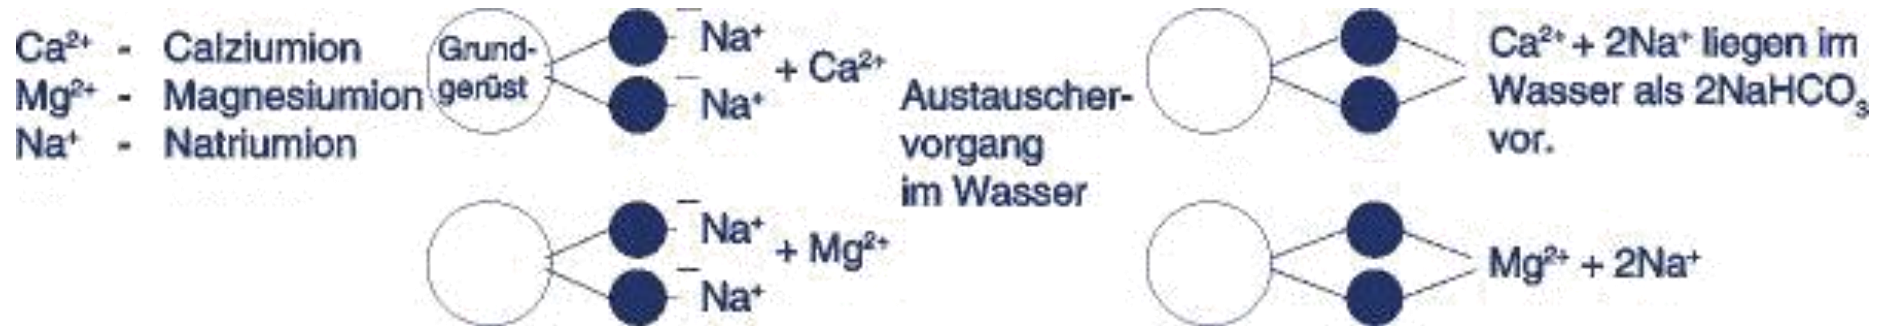 Ca²⁺ - Calziumion
Mg²⁺ - Magnesiumion
Na⁺ - Natriumion
Grund-
gerüst
Na⁺
Na⁺
+ Ca²⁺
Na⁺
Na⁺
+ Mg²⁺
Austauscher-
vorgang
im Wasser
Ca²⁺ + 2Na⁺ liegen im
Wasser als 2NaHCO₃
vor.
Mg²⁺ + 2Na⁺